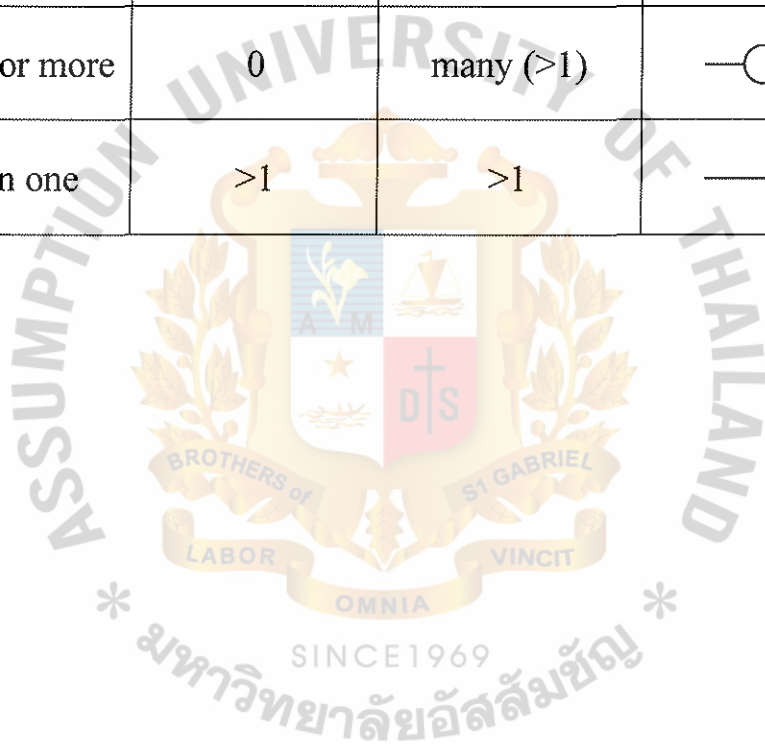 or more 0 many (>1)
n one >1 >1
ASSUMPTION UNIVERSITY OF THAILAND
A M
D S
BROTHERS of S1 GABRIEL
LABOR VINCIT
OMNIA
* SINCE1969 *
มหาวิทยาลัยอัสสัมชัญ